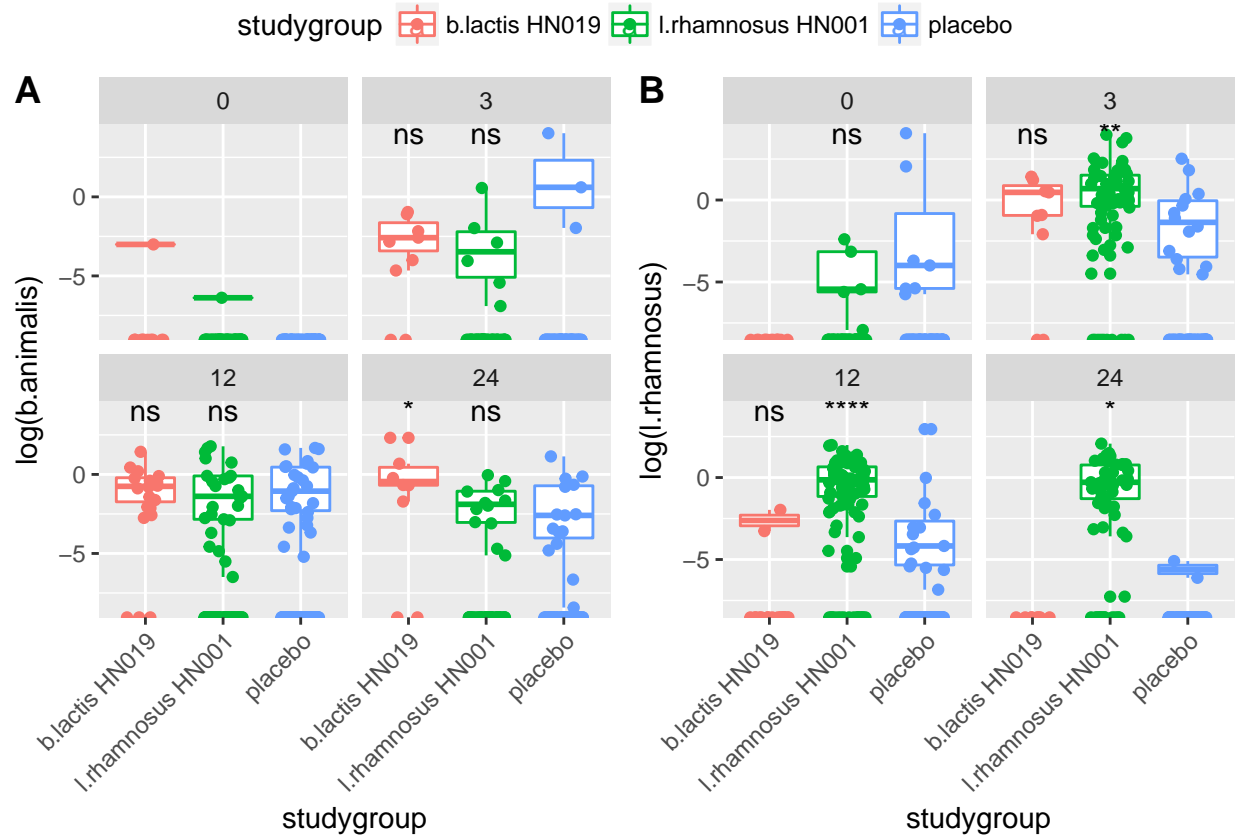 studygroup b.lactis HN019 l.rhamnosus HN001 placebo
A
0 3
ns ns
0
−5
12 24
ns ns * ns
0
−5
log(b.animalis)
b.lactis HN019 l.rhamnosus HN001 placebo b.lactis HN019 l.rhamnosus HN001 placebo
studygroup
B
0 3
ns ns **
0
−5
12 24
ns **** *
0
−5
log(l.rhamnosus)
b.lactis HN019 l.rhamnosus HN001 placebo b.lactis HN019 l.rhamnosus HN001 placebo
studygroup